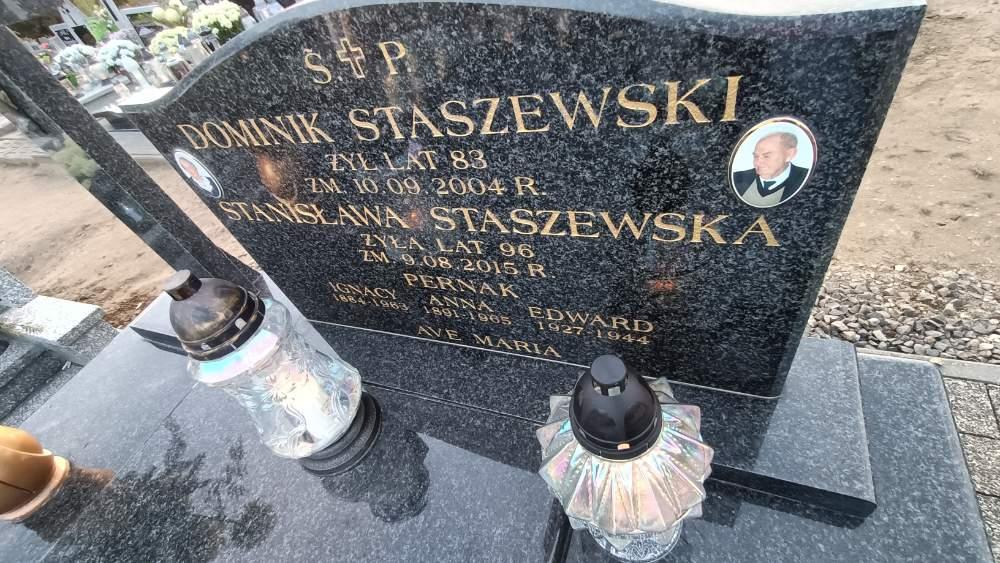 Ś. P.
DOMINIK STASZEWSKI
ŻYŁ LAT 83
ZM. 10.09.2004 R.
STANISŁAWA STASZEWSKA
ŻYŁA LAT 96
ZM. 9.08.2015 R.
PERNAK
IGNACY ANNA EDWARD
1884-1963 1891-1965 1927-1944
AVE MARIA